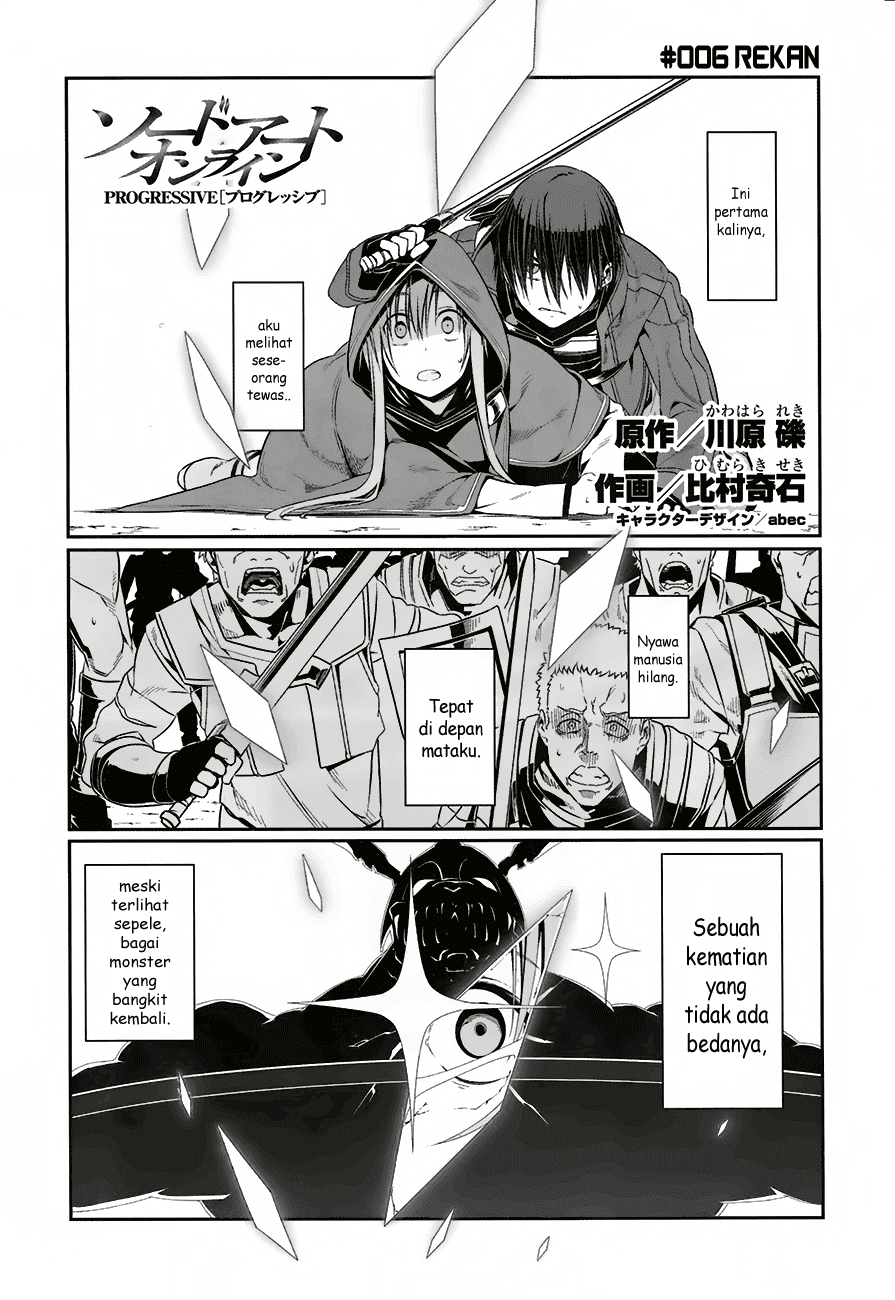 #006 REKAN
ソードアート
オンライン
PROGRESSIVE[プログレッシブ]
Ini
pertama
kalinya,
aku
melihat
sese-
orang
tewas..
かわはら れき
原作／川原 礫
ひむら き せき
作画／比村奇石
キャラクターデザイン／abec
Nyawa
manusia
hilang.
Tepat
di depan
mataku.
Sebuah
kematian
yang
tidak ada
bedanya,
meski
terlihat
sepele,
bagai
monster
yang
bangkit
kembali.